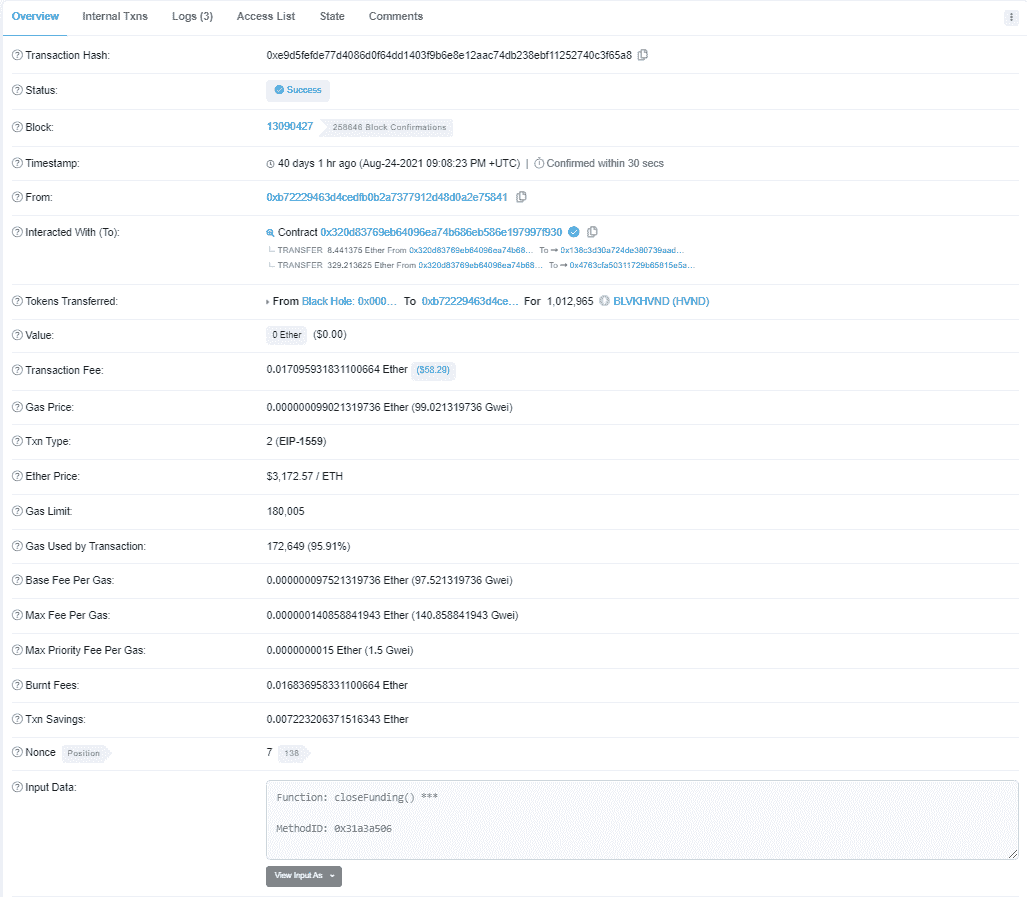 Overview Internal Txns Logs (3) Access List State Comments
Transaction Hash: 0xe9d5fefde77d4086d0f64dd1403f9b6e8e12aac74db238ebf11252740c3f65a8
Status: Success
Block: 13090427 258646 Block Confirmations
Timestamp: 40 days 1 hr ago (Aug-24-2021 09:08:23 PM +UTC) | Confirmed within 30 secs
From: 0xb72229463d4cedfb0b2a7377912d48d0a2e75841
Interacted With (To): Contract 0x320d83769eb64096ea74b686eb586e197997f930
TRANSFER 6.441375 Ether From 0x320d83769eb64096ea74b68... To → 0x138c3d30a724de380739aad...
TRANSFER 329.213625 Ether From 0x320d83769eb64096ea74b68... To → 0x4763cfa50311729b65815e5a...
Tokens Transferred: From Black Hole: 0x000... To 0xb72229463d4ce... For 1,012,965 BLVKHVND (HVND)
Value: 0 Ether ($0.00)
Transaction Fee: 0.017095931831100664 Ether ($58.29)
Gas Price: 0.000000099021319736 Ether (99.021319736 Gwei)
Txn Type: 2 (EIP-1559)
Ether Price: $3,172.57 / ETH
Gas Limit: 180,005
Gas Used by Transaction: 172,649 (95.91%)
Base Fee Per Gas: 0.000000097521319736 Ether (97.521319736 Gwei)
Max Fee Per Gas: 0.000000140858841943 Ether (140.858841943 Gwei)
Max Priority Fee Per Gas: 0.0000000015 Ether (1.5 Gwei)
Burnt Fees: 0.016836958331100664 Ether
Txn Savings: 0.007223206371516343 Ether
Nonce Position 7 138
Input Data: Function: closeFunding() ***
MethodID: 0x31a3a506
View Input As